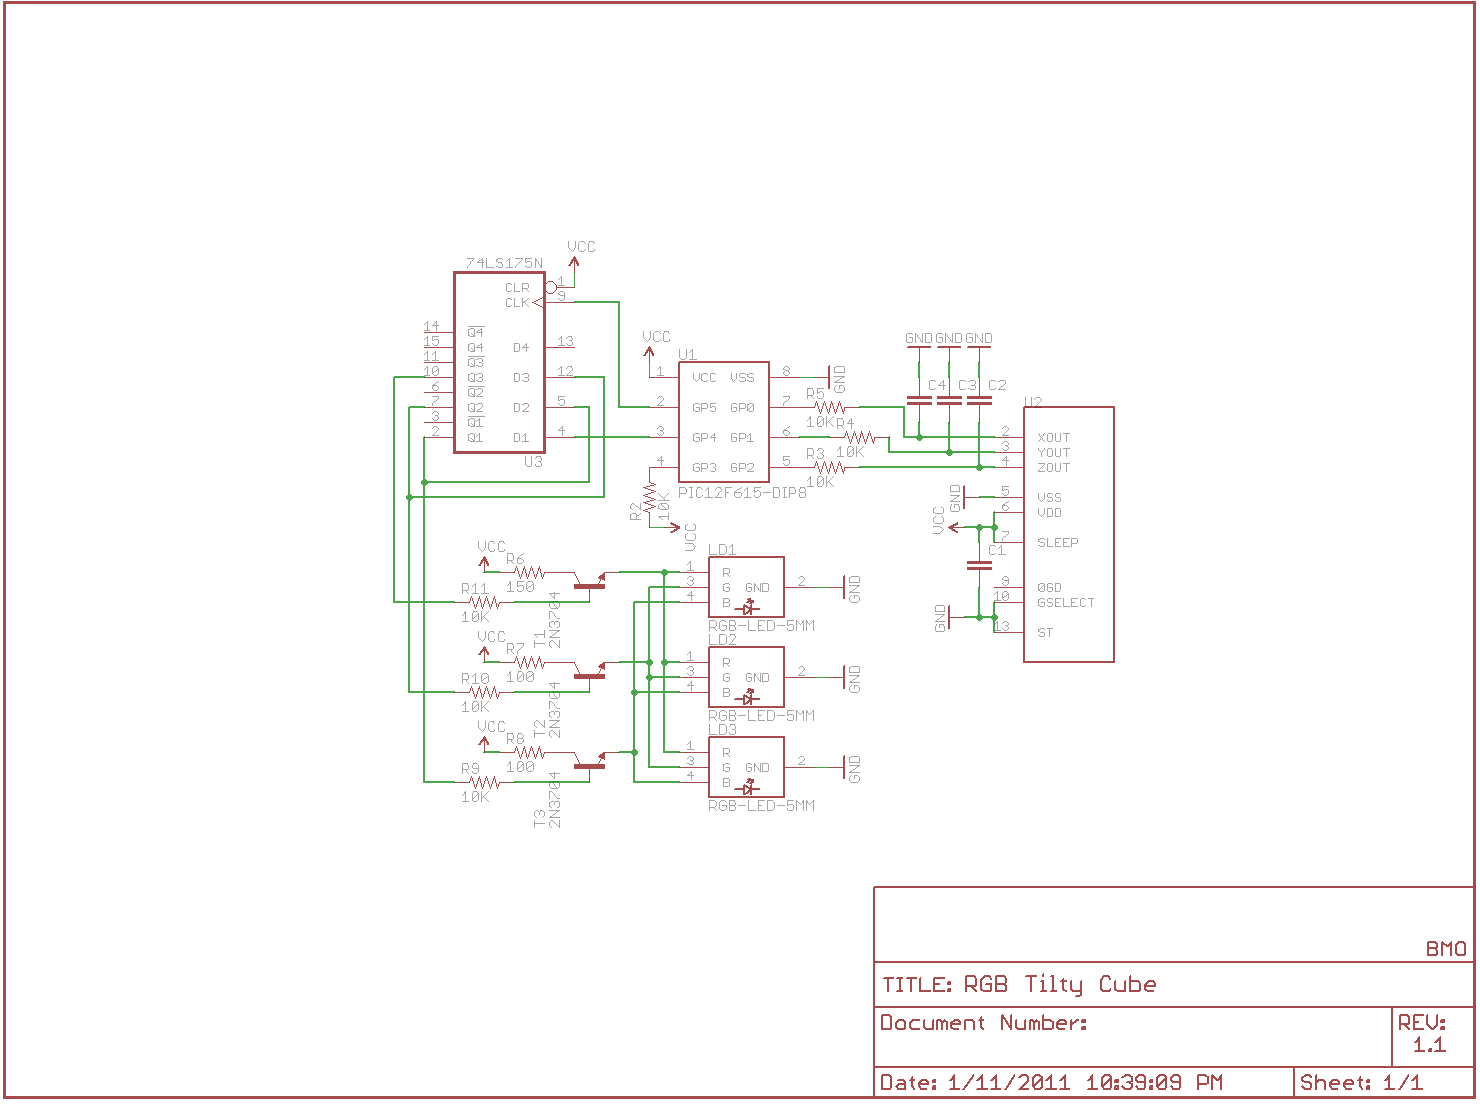 VCC
74LS175N
CLR 1
CLK 9
14 Q4
15 Q4 D4 13
11 Q3
10 Q3 D3 12
6 Q2
7 Q2 D2 5
3 Q1
2 Q1 D1 4
U3
VCC
U1
1 VCC VSS 8 GND
2 GP5 GP0 7
3 GP4 GP1 6
4 GP3 GP2 5
PIC12F615-DIP8
R5
10K
R4
10K
R3
10K
R2
10K
VCC
GND GND GND
C4 C3 C2
U2
2 XOUT
3 YOUT
4 ZOUT
GND 5 VSS
6 VDD
VCC
7 SLEEP
C1
9 0GD
10 GSELECT
GND
13 ST
VCC
R6
150
R11
10K
T1
2N3704
LD1
1 R
3 G GND 2 GND
4 B
RGB-LED-5MM
VCC
R7
100
R10
10K
T2
2N3704
LD2
1 R
3 G GND 2 GND
4 B
RGB-LED-5MM
VCC
R8
100
R9
10K
T3
2N3704
LD3
1 R
3 G GND 2 GND
4 B
RGB-LED-5MM
BMO
TITLE: RGB Tilty Cube
Document Number:
REV:
1.1
Date: 1/11/2011 10:39:09 PM
Sheet: 1/1